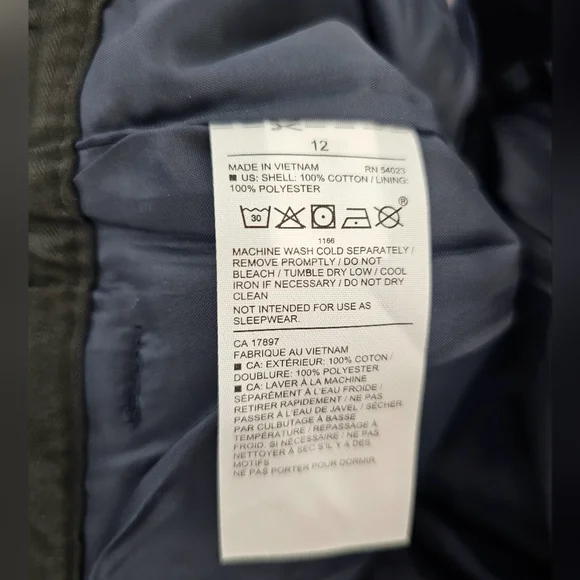 12
MADE IN VIETNAM RN 54023
■ US: SHELL: 100% COTTON / LINING:
100% POLYESTER
30
®
1166
MACHINE WASH COLD SEPARATELY /
REMOVE PROMPTLY / DO NOT
BLEACH / TUMBLE DRY LOW / COOL
IRON IF NECESSARY / DO NOT DRY
CLEAN
NOT INTENDED FOR USE AS
SLEEPWEAR.
CA 17897
FABRIQUE AU VIETNAM
■ CA: EXTÉRIEUR: 100% COTON /
DOUBLURE: 100% POLYESTER
■ CA: LAVER À LA MACHINE
SÉPARÉMENT À L'EAU FROIDE /
RETIRER RAPIDEMENT / NE PAS
PASSER À L'EAU DE JAVEL / SÉCHER
PAR CULBUTAGE À BASSE
TEMPÉRATURE / REPASSAGE À
FROID. SI NÉCESSAIRE / NE PAS
NETTOYER À SEC S'IL Y A DES
MOTIFS
NE PAS PORTER POUR DORMIR.